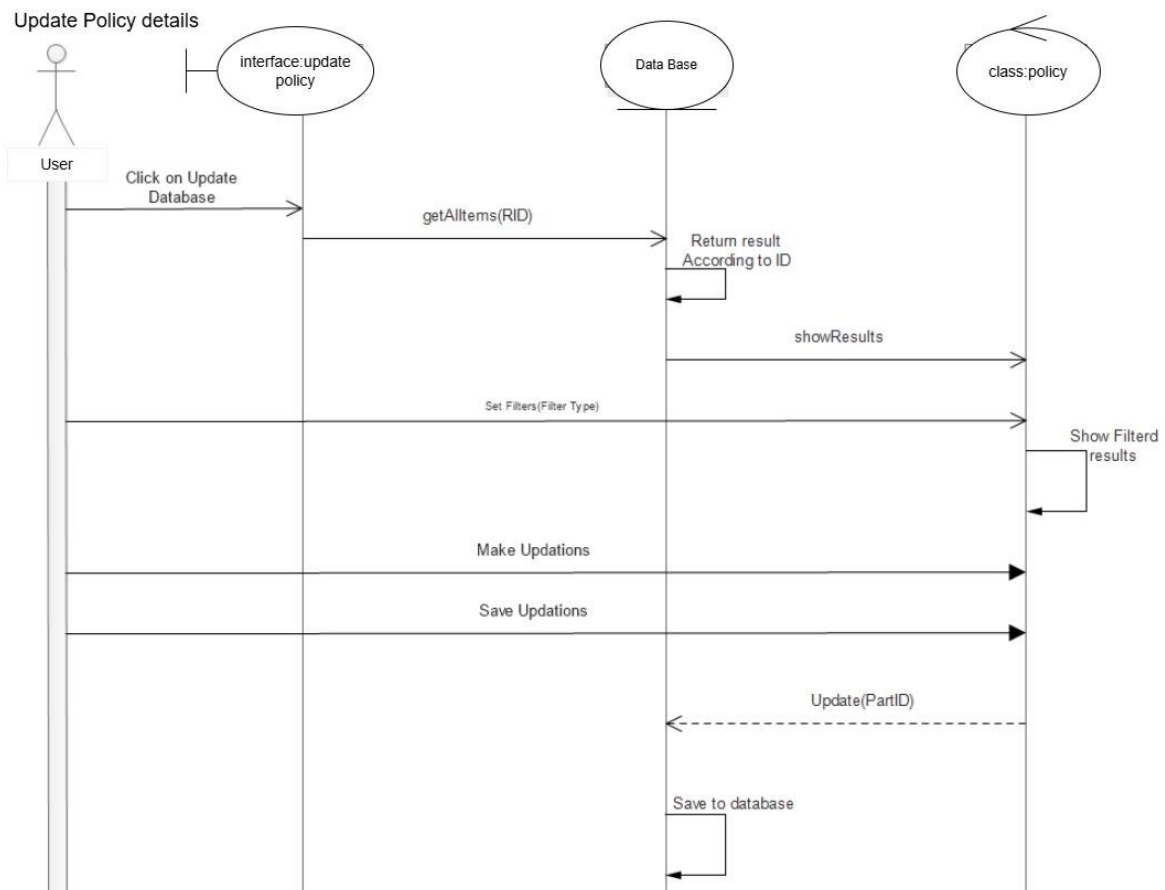 Update Policy details
interface:update
policy
Data Base
class:policy
User
Click on Update
Database
getAllItems(RID)
Return result
According to ID
showResults
Set Filters(Filter Type)
Show Filterd
results
Make Updations
Save Updations
Update(PartID)
Save to database